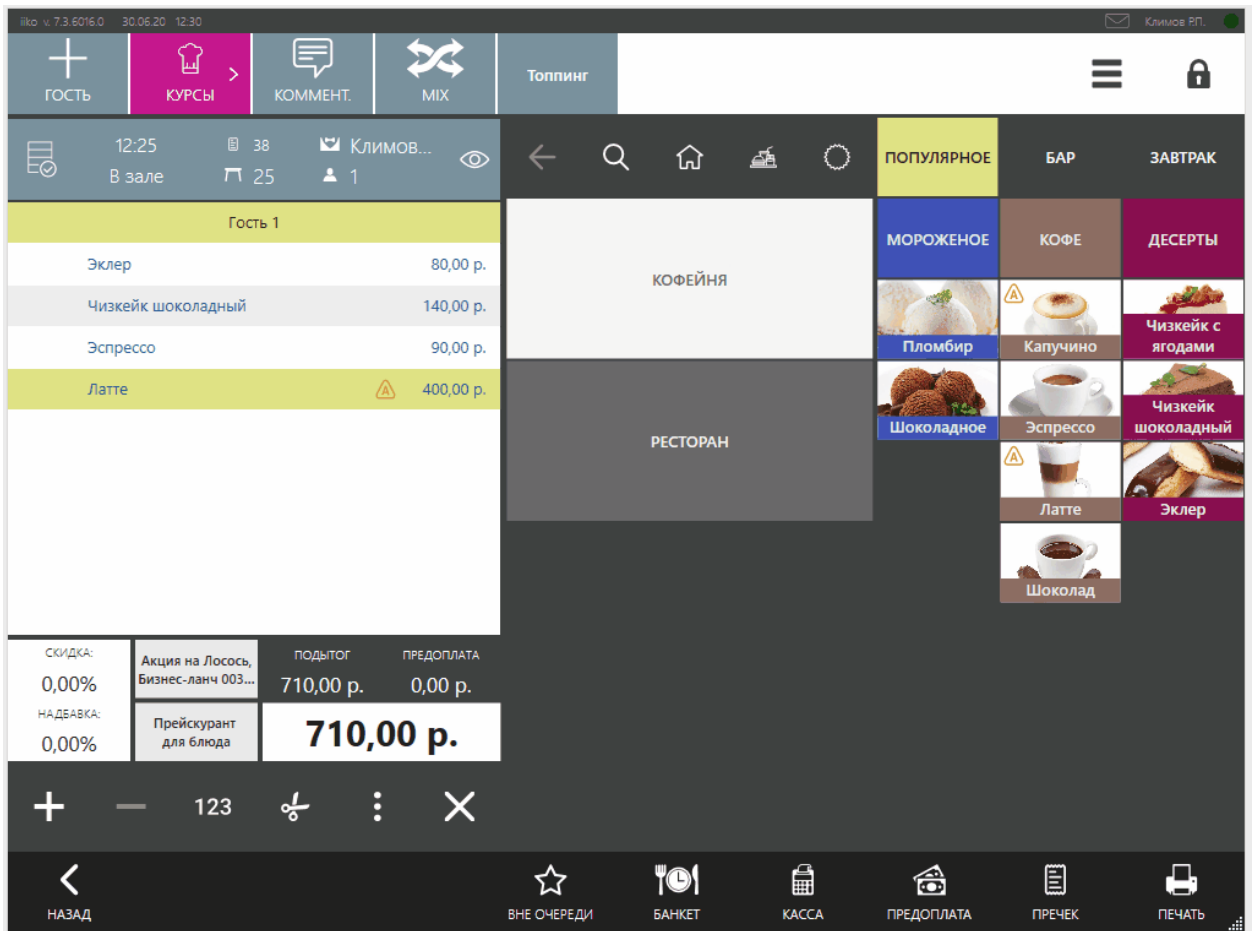 iiko v. 7.3.6016.0 30.06.20 12:30 Климов Р.П.
ГОСТЬ КУРСЫ КОММЕНТ. MIX Топпинг
12:25 38 Климов...
В зале 25 1
ПОПУЛЯРНОЕ БАР ЗАВТРАК
Гость 1
Эклер 80,00 р.
Чизкейк шоколадный 140,00 р.
Эспрессо 90,00 р.
Латте 400,00 р.
КОФЕЙНЯ
РЕСТОРАН
МОРОЖЕНОЕ КОФЕ ДЕСЕРТЫ
Пломбир Капучино Чизкейк с
ягодами
Шоколадное Эспрессо Чизкейк
шоколадный
Латте Эклер
Шоколад
СКИДКА:
0,00%
НАДБАВКА:
0,00%
Акция на Лосось,
Бизнес-ланч 003...
Прейскурант
для блюда
ПОДЫТОГ ПРЕДОПЛАТА
710,00 р. 0,00 р.
710,00 р.
123
НАЗАД ВНЕ ОЧЕРЕДИ БАНКЕТ КАССА ПРЕДОПЛАТА ПРЕЧЕК ПЕЧАТЬ